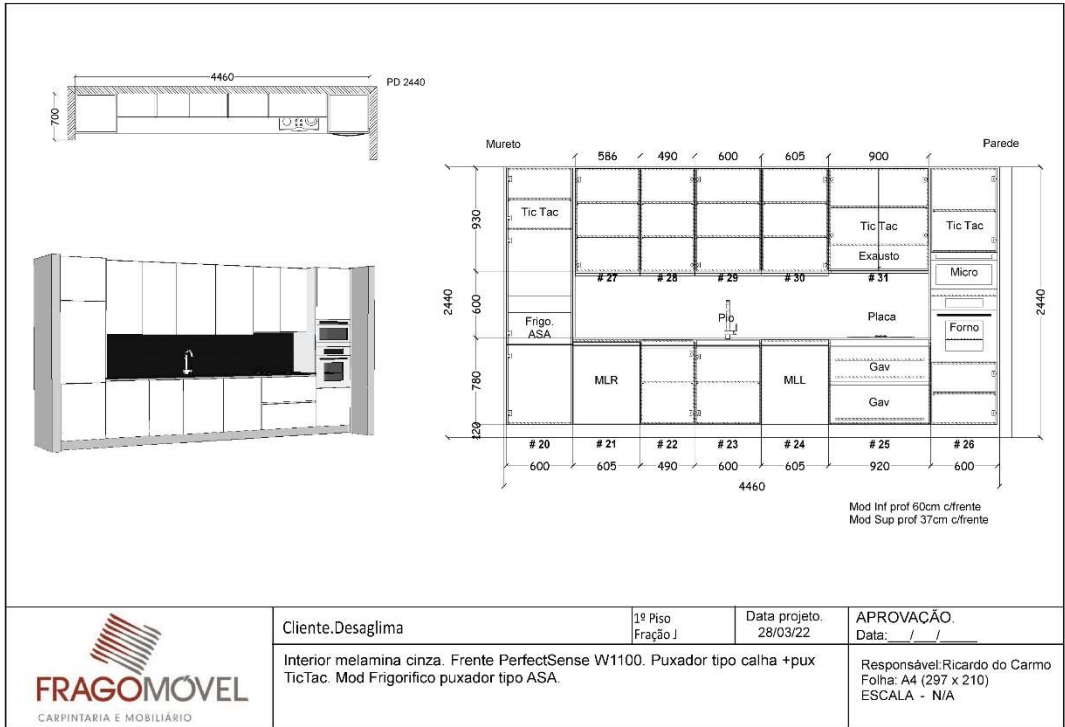 4460
PD 2440
700
Mureto
Parede
586 490 600 605 900
930
600
780
120
2440
2440
Tic Tac
Tic Tac
Tic Tac
Exausto
# 27 # 28 # 29 # 30 # 31
Micro
Frigo.
ASA
Pio
Placa
Forno
MLR
MLL
Gav
Gav
# 20 # 21 # 22 # 23 # 24 # 25 # 26
600 605 490 600 605 920 600
4460
Mod Inf prof 60cm c/frente
Mod Sup prof 37cm c/frente
FRAGOMÓVEL
CARPINTARIA E MOBILIÁRIO
Cliente.Desaglima
1º Piso
Fração J
Data projeto.
28/03/22
APROVAÇÃO.
Data:___/___/_____
Interior melamina cinza. Frente PerfectSense W1100. Puxador tipo calha +pux
TicTac. Mod Frigorifico puxador tipo ASA.
Responsável:Ricardo do Carmo
Folha: A4 (297 x 210)
ESCALA - N/A